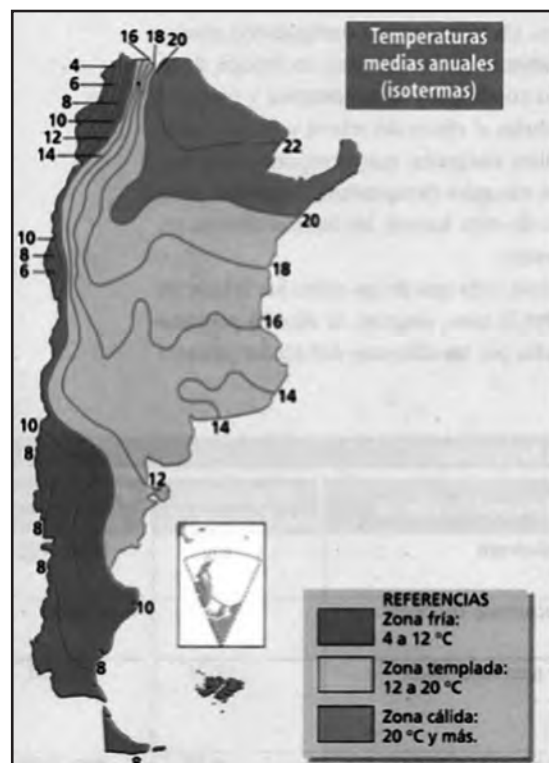 Temperaturas
medias anuales
(isotermas)
16
18
20
4
6
8
10
12
14
22
20
10
8
6
18
16
14
14
10
8
12
8
8
10
8
8
REFERENCIAS
Zona fría:
4 a 12 °C
Zona templada:
12 a 20 °C
Zona cálida:
20 °C y más.